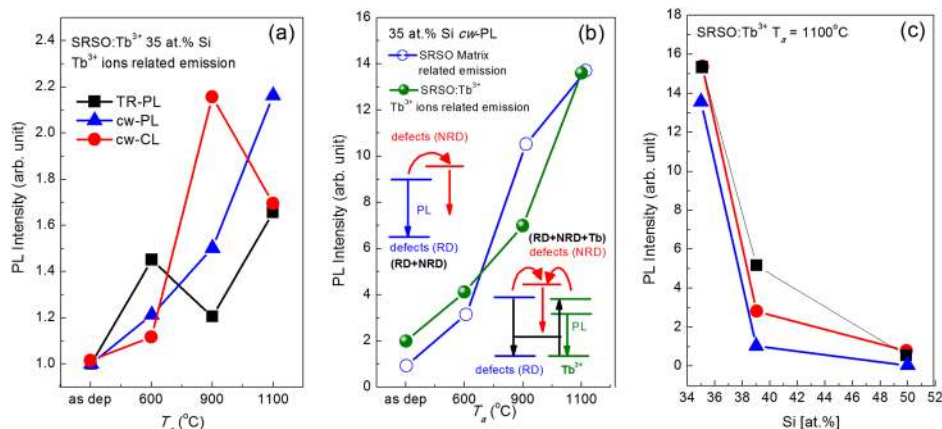 (a)
SRSO:Tb³⁺ 35 at.% Si
Tb³⁺ ions related emission
TR-PL
cw-PL
cw-CL
PL Intensity (arb. unit)
2.4
2.2
2.0
1.8
1.6
1.4
1.2
1.0
as dep 600 900 1100
Tₐ (°C)
35 at.% Si cw-PL
(b)
SRSO Matrix
related emission
SRSO:Tb³⁺
Tb³⁺ ions related emission
defects (NRD)
PL
defects (RD)
(RD+NRD)
(RD+NRD+Tb)
defects (NRD)
PL
defects (RD)
Tb³⁺
PL Intensity (arb. unit)
16
14
12
10
8
6
4
2
0
as dep 600 900 1100
Tₐ (°C)
SRSO:Tb³⁺ Tₐ = 1100°C
(c)
PL Intensity (arb. unit)
18
16
14
12
10
8
6
4
2
0
34 36 38 40 42 44 46 48 50 52
Si [at.%]